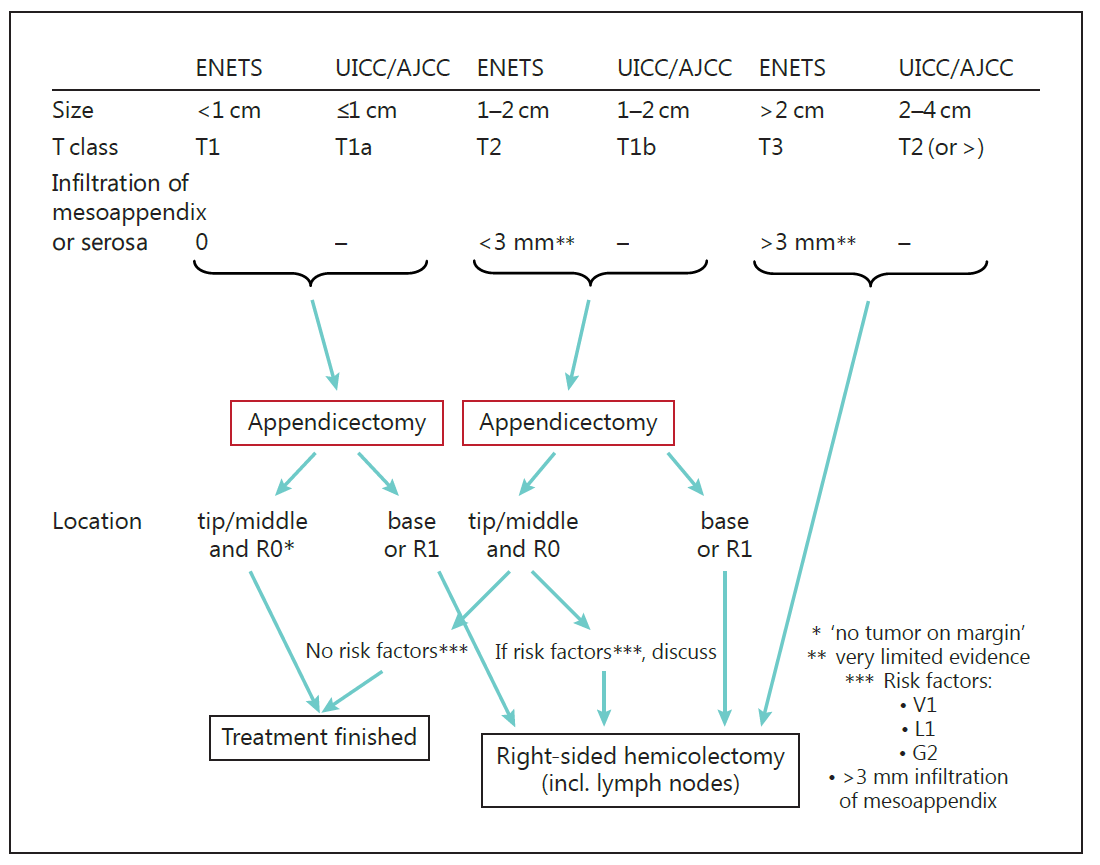 ENETS UICC/AJCC ENETS UICC/AJCC ENETS UICC/AJCC
Size <1 cm ≤1 cm 1–2 cm 1–2 cm >2 cm 2–4 cm
T class T1 T1a T2 T1b T3 T2 (or >)
Infiltration of
mesoappendix
or serosa 0 – <3 mm** – >3 mm** –
Appendicectomy Appendicectomy
Location tip/middle base tip/middle base
and R0* or R1 and R0 or R1
No risk factors*** If risk factors***, discuss
Treatment finished
Right-sided hemicolectomy
(incl. lymph nodes)
* ‘no tumor on margin’
** very limited evidence
*** Risk factors:
• V1
• L1
• G2
• >3 mm infiltration
of mesoappendix